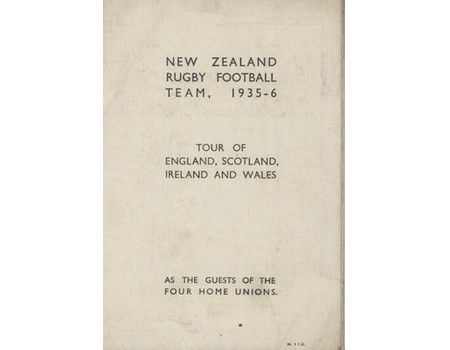 NEW ZEALAND
RUGBY FOOTBALL
TEAM, 1935-6
TOUR OF
ENGLAND, SCOTLAND,
IRELAND AND WALES
AS THE GUESTS OF THE
FOUR HOME UNIONS.